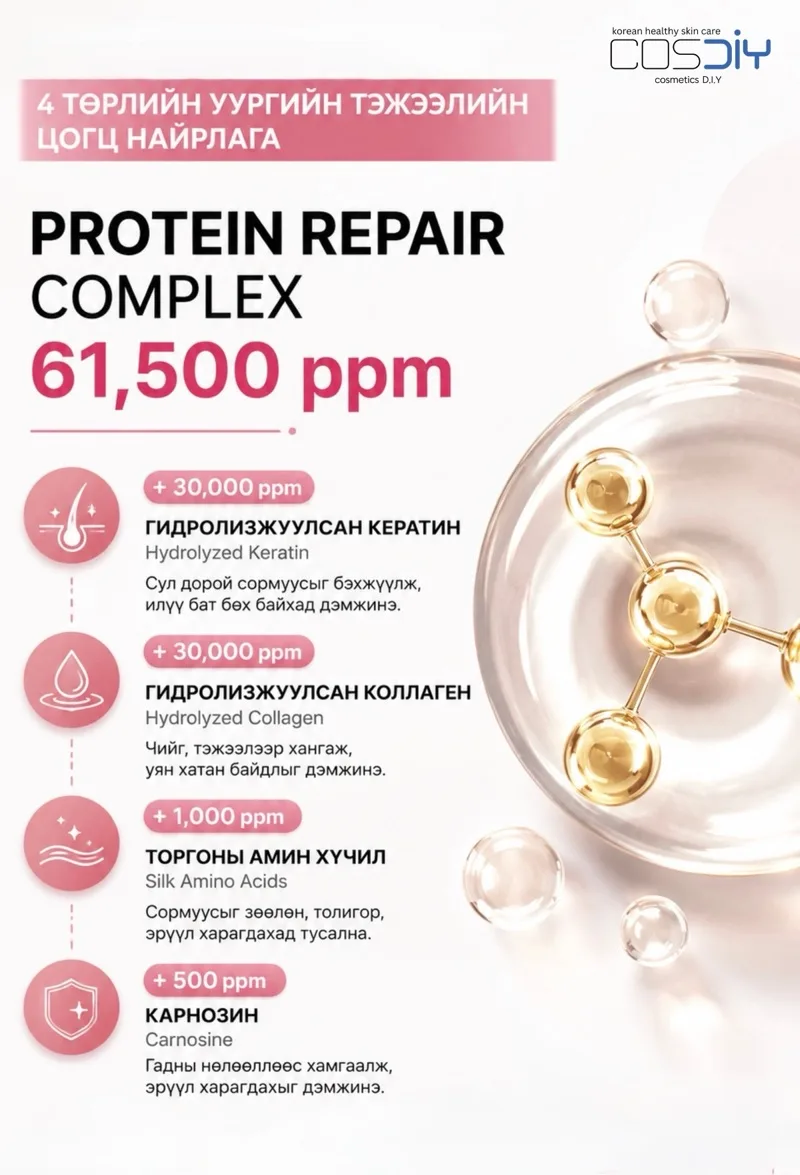 korean healthy skin care
COSDIY
cosmetics D.I.Y
4 ТӨРЛИЙН УУРГИЙН ТЭЖЭЭЛИЙН
ЦОГЦ НАЙРЛАГА
PROTEIN REPAIR
COMPLEX
61,500 ppm
+ 30,000 ppm
ГИДРОЛИЗЖУУЛСАН КЕРАТИН
Hydrolyzed Keratin
Сул дорой сормуусыг бэхжүүлж,
илүү бат бөх байхад дэмжинэ.
+ 30,000 ppm
ГИДРОЛИЗЖУУЛСАН КОЛЛАГЕН
Hydrolyzed Collagen
Чийг, тэжээлээр хангаж,
уян хатан байдлыг дэмжинэ.
+ 1,000 ppm
ТОРГОНЫ АМИН ХҮЧИЛ
Silk Amino Acids
Сормуусыг зөөлөн, толигор,
эрүүл харагдахад тусална.
+ 500 ppm
КАРНОЗИН
Carnosine
Гадны нөлөөллөөс хамгаалж,
эрүүл харагдахыг дэмжинэ.